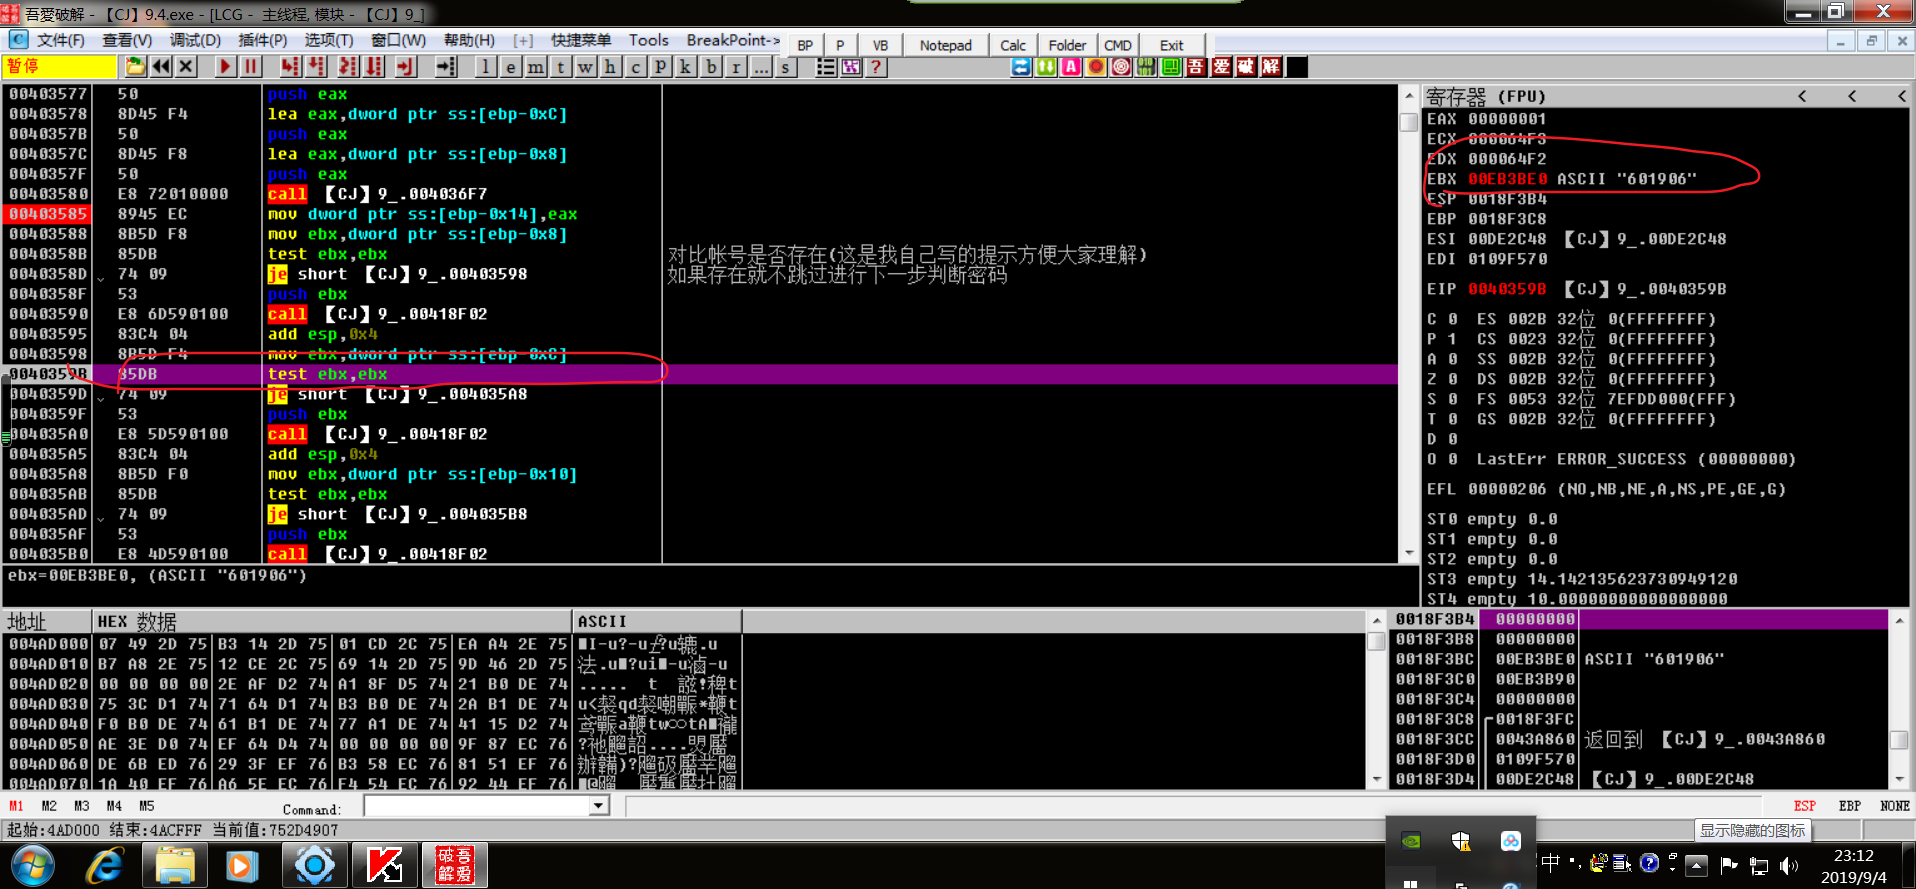 吾愛破解 - 【CJ】9.4.exe - [LCG - 主线程, 模块 - 【CJ】9_]
文件(F) 查看(V) 调试(D) 插件(P) 选项(T) 窗口(W) 帮助(H) [+] 快捷菜单 Tools BreakPoint->
BP P VB Notepad Calc Folder CMD Exit
暂停
l e m t w h c p k b r ... s
吾 爱 破 解
00403577 50 push eax
00403578 8D45 F4 lea eax,dword ptr ss:[ebp-0xC]
0040357B 50 push eax
0040357C 8D45 F8 lea eax,dword ptr ss:[ebp-0x8]
0040357F 50 push eax
00403580 E8 72010000 call 【CJ】9_.004036F7
00403585 8945 EC mov dword ptr ss:[ebp-0x14],eax
00403588 8B5D F8 mov ebx,dword ptr ss:[ebp-0x8]
0040358B 85DB test ebx,ebx 对比帐号是否存在(这是我自己写的提示方便大家理解)
0040358D 74 09 je short 【CJ】9_.00403598 如果存在就不跳过进行下一步判断密码
0040358F 53 push ebx
00403590 E8 6D590100 call 【CJ】9_.00418F02
00403595 83C4 04 add esp,0x4
00403598 8B5D F4 mov ebx,dword ptr ss:[ebp-0xC]
0040359B 85DB test ebx,ebx
0040359D 74 09 je short 【CJ】9_.004035A8
0040359F 53 push ebx
004035A0 E8 5D590100 call 【CJ】9_.00418F02
004035A5 83C4 04 add esp,0x4
004035A8 8B5D F0 mov ebx,dword ptr ss:[ebp-0x10]
004035AB 85DB test ebx,ebx
004035AD 74 09 je short 【CJ】9_.004035B8
004035AF 53 push ebx
004035B0 E8 4D590100 call 【CJ】9_.00418F02
ebx=00EB3BE0, (ASCII "601906")
寄存器 (FPU) < < <
EAX 00000001
ECX 000064F3
EDX 000064F2
EBX 00EB3BE0 ASCII "601906"
ESP 0018F3B4
EBP 0018F3C8
ESI 00DE2C48 【CJ】9_.00DE2C48
EDI 0109F570
EIP 0040359B 【CJ】9_.0040359B
C 0 ES 002B 32位 0(FFFFFFFF)
P 1 CS 0023 32位 0(FFFFFFFF)
A 0 SS 002B 32位 0(FFFFFFFF)
Z 0 DS 002B 32位 0(FFFFFFFF)
S 0 FS 0053 32位 7EFDD000(FFF)
T 0 GS 002B 32位 0(FFFFFFFF)
D 0
O 0 LastErr ERROR_SUCCESS (00000000)
EFL 00000206 (NO,NB,NE,A,NS,PE,GE,G)
ST0 empty 0.0
ST1 empty 0.0
ST2 empty 0.0
ST3 empty 14.142135623730949120
ST4 empty 10.000000000000000000
地址 HEX 数据 ASCII
004AD000 07 49 2D 75 B3 14 2D 75 01 CD 2C 75 EA A4 2E 75
004AD010 B7 A8 2E 75 12 CE 2C 75 69 14 2D 75 9D 46 2D 75
004AD020 00 00 00 00 2E AF D2 74 A1 8F D5 74 21 B0 DE 74
004AD030 75 3C D1 74 71 64 D1 74 B3 B0 DE 74 2A B1 DE 74
004AD040 F0 B0 DE 74 61 B1 DE 74 77 A1 DE 74 41 15 D2 74
004AD050 AE 3E D0 74 EF 64 D4 74 00 00 00 00 9F 87 EC 76
004AD060 DE 6B ED 76 29 3F EF 76 B3 58 EC 76 81 51 EF 76
004AD070 1A 40 EF 76 A6 5E EC 76 F4 54 EC 76 92 44 EF 76
0018F3B4 00000000
0018F3B8 00000000
0018F3BC 00EB3BE0 ASCII "601906"
0018F3C0 00EB3B90
0018F3C4 00000000
0018F3C8 0018F3FC
0018F3CC 0043A860 返回到 【CJ】9_.0043A860
0018F3D0 0109F570
0018F3D4 00DE2C48 【CJ】9_.00DE2C48
M1 M2 M3 M4 M5 Command: ESP EBP NONE
起始:4AD000 结束:4ACFFF 当前值:752D4907
显示隐藏的图标
中
23:12
2019/9/4